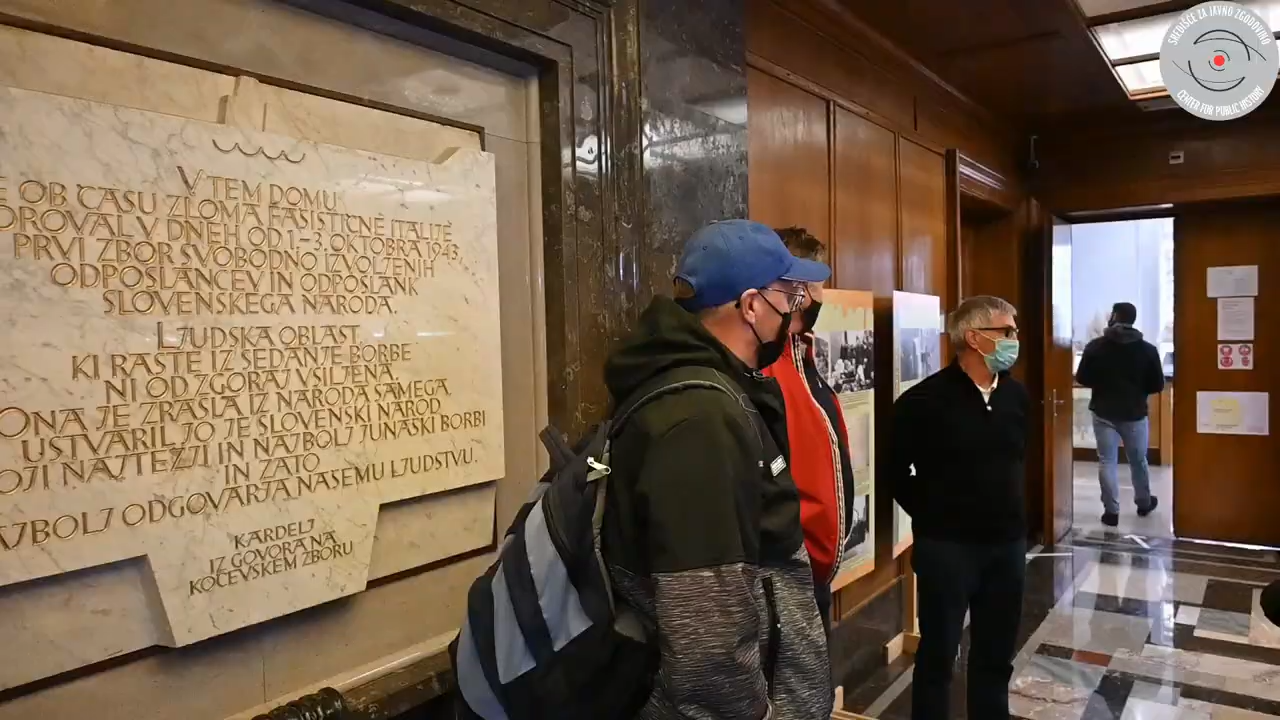 V TEM DOMU
E OB ČASU ZLOMA FAŠISTIČNE ITALIJE
OROVAL V DNEH OD 1.–3. OKTOBRA 1943.
PRVI ZBOR SVOBODNO IZVOLJENIH
ODPOSLANCEV IN ODPOSLANK
SLOVENSKEGA NARODA.
LJUDSKA OBLAST,
KI RASTE IZ SEDANJE BORBE
NI OD ZGORAJ VSILJENA.
ONA JE ZRASLA IZ NARODA SAMEGA,
USTVARIL JO JE SLOVENSKI NAROD
OJI NAJTEŽJI IN NAJBOLJ JUNAŠKI BORBI
IN ZATO
AJBOLJ ODGOVARJA NAŠEMU LJUDSTVU.
KARDELJ
IZ GOVORA NA
KOČEVSKEM ZBORU
SREDIŠČE ZA JAVNO ZGODOVINO
CENTER FOR PUBLIC HISTORY